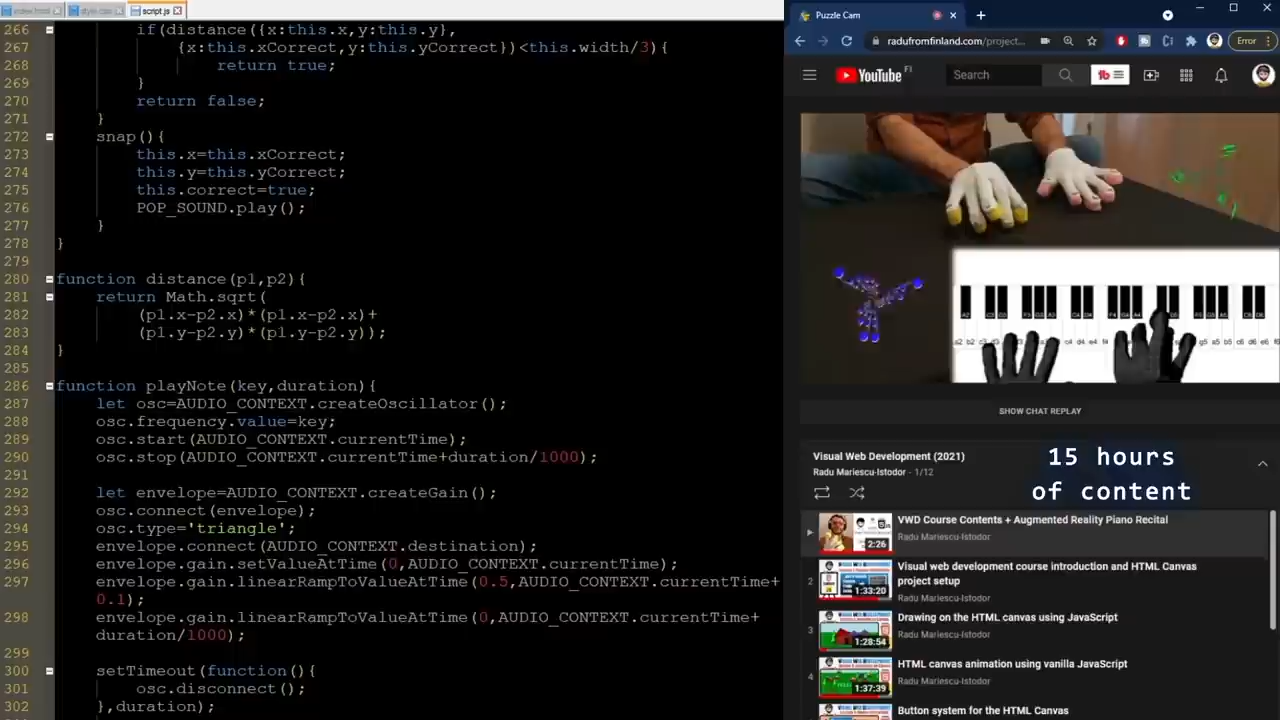 index.html
style.css
script.js
266 if(distance({x:this.x,y:this.y},
267 {x:this.xCorrect,y:this.yCorrect})<this.width/3){
268 return true;
269 }
270 return false;
271 }
272 snap(){
273 this.x=this.xCorrect;
274 this.y=this.yCorrect;
275 this.correct=true;
276 POP_SOUND.play();
277 }
278 }
279
280 function distance(p1,p2){
281 return Math.sqrt(
282 (p1.x-p2.x)*(p1.x-p2.x)+
283 (p1.y-p2.y)*(p1.y-p2.y));
284 }
285
286 function playNote(key,duration){
287 let osc=AUDIO_CONTEXT.createOscillator();
288 osc.frequency.value=key;
289 osc.start(AUDIO_CONTEXT.currentTime);
290 osc.stop(AUDIO_CONTEXT.currentTime+duration/1000);
291
292 let envelope=AUDIO_CONTEXT.createGain();
293 osc.connect(envelope);
294 osc.type='triangle';
295 envelope.connect(AUDIO_CONTEXT.destination);
296 envelope.gain.setValueAtTime(0,AUDIO_CONTEXT.currentTime);
297 envelope.gain.linearRampToValueAtTime(0.5,AUDIO_CONTEXT.currentTime+
0.1);
298 envelope.gain.linearRampToValueAtTime(0,AUDIO_CONTEXT.currentTime+
duration/1000);
299
300 setTimeout(function(){
301 osc.disconnect();
302 },duration);
Puzzle Cam
radufromfinland.com/project...
Error
YouTube FI
Search
SHOW CHAT REPLAY
Visual Web Development (2021)
Radu Mariescu-Istodor - 1/12
15 hours
of content
VWD Course Contents + Augmented Reality Piano Recital
Radu Mariescu-Istodor
2:26
2
Visual web development course introduction and HTML Canvas
project setup
Radu Mariescu-Istodor
1:33:20
3
Drawing on the HTML canvas using JavaScript
Radu Mariescu-Istodor
1:28:54
4
HTML canvas animation using vanilla JavaScript
Radu Mariescu-Istodor
1:37:39
Button system for the HTML Canvas